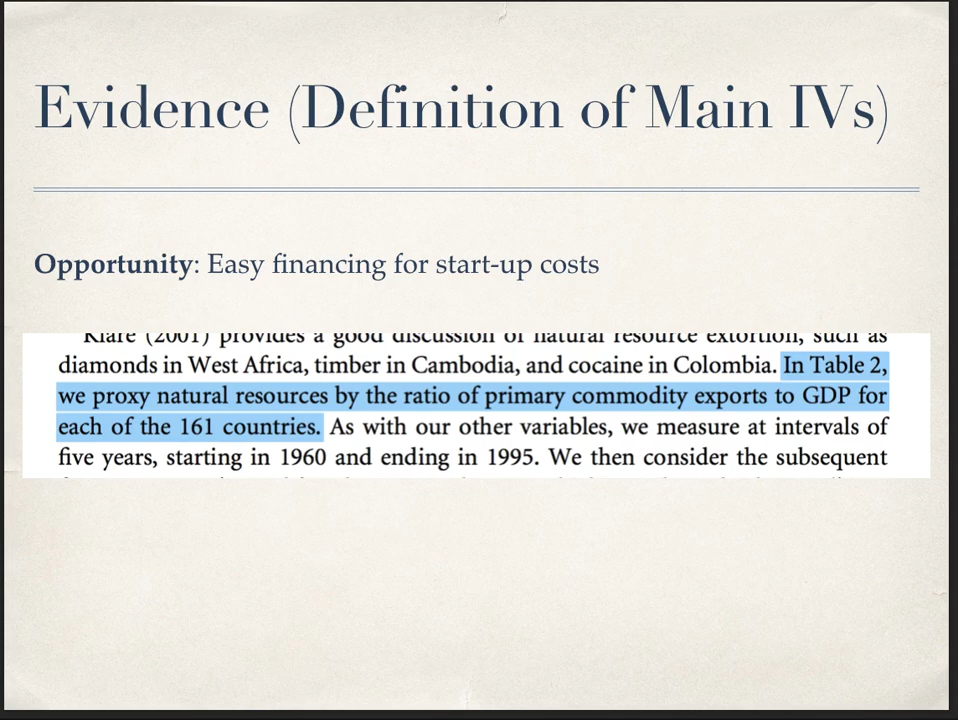 Evidence (Definition of Main IVs)
Opportunity: Easy financing for start-up costs
Klare (2001) provides a good discussion of natural resource extortion, such as
diamonds in West Africa, timber in Cambodia, and cocaine in Colombia. In Table 2,
we proxy natural resources by the ratio of primary commodity exports to GDP for
each of the 161 countries. As with our other variables, we measure at intervals of
five years, starting in 1960 and ending in 1995. We then consider the subsequent